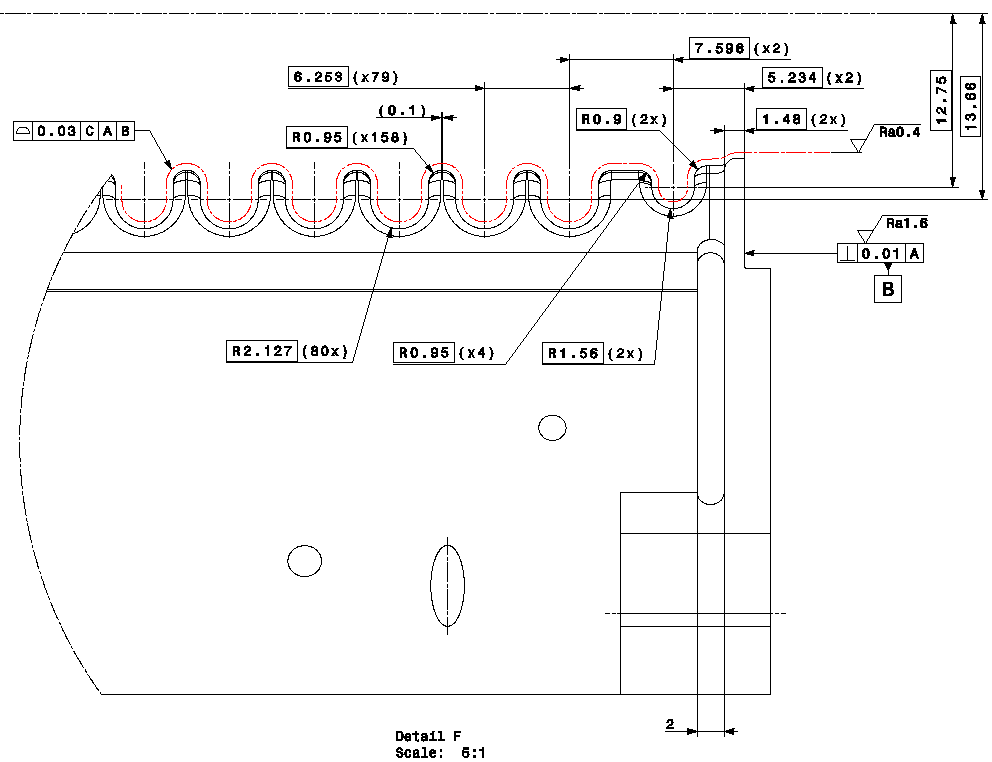 7.596 (x2)
6.253 (x79)
5.234 (x2)
12.75
13.66
(0.1)
R0.9 (2x)
1.48 (2x)
0.03 C A B
R0.95 (x158)
Ra0.4
Ra1.6
0.01 A
B
R2.127 (80x)
R0.95 (x4)
R1.56 (2x)
2
Detail F
Scale: 5:1